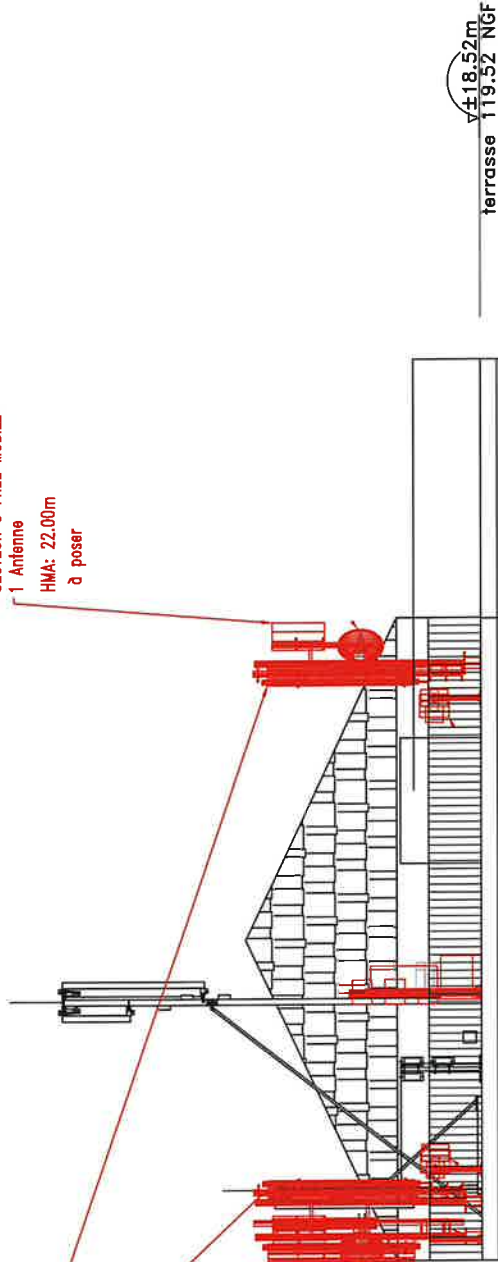 1 Antenne
HMA: 22.00m
à poser
±18.52m
terrasse 119.52 NGF